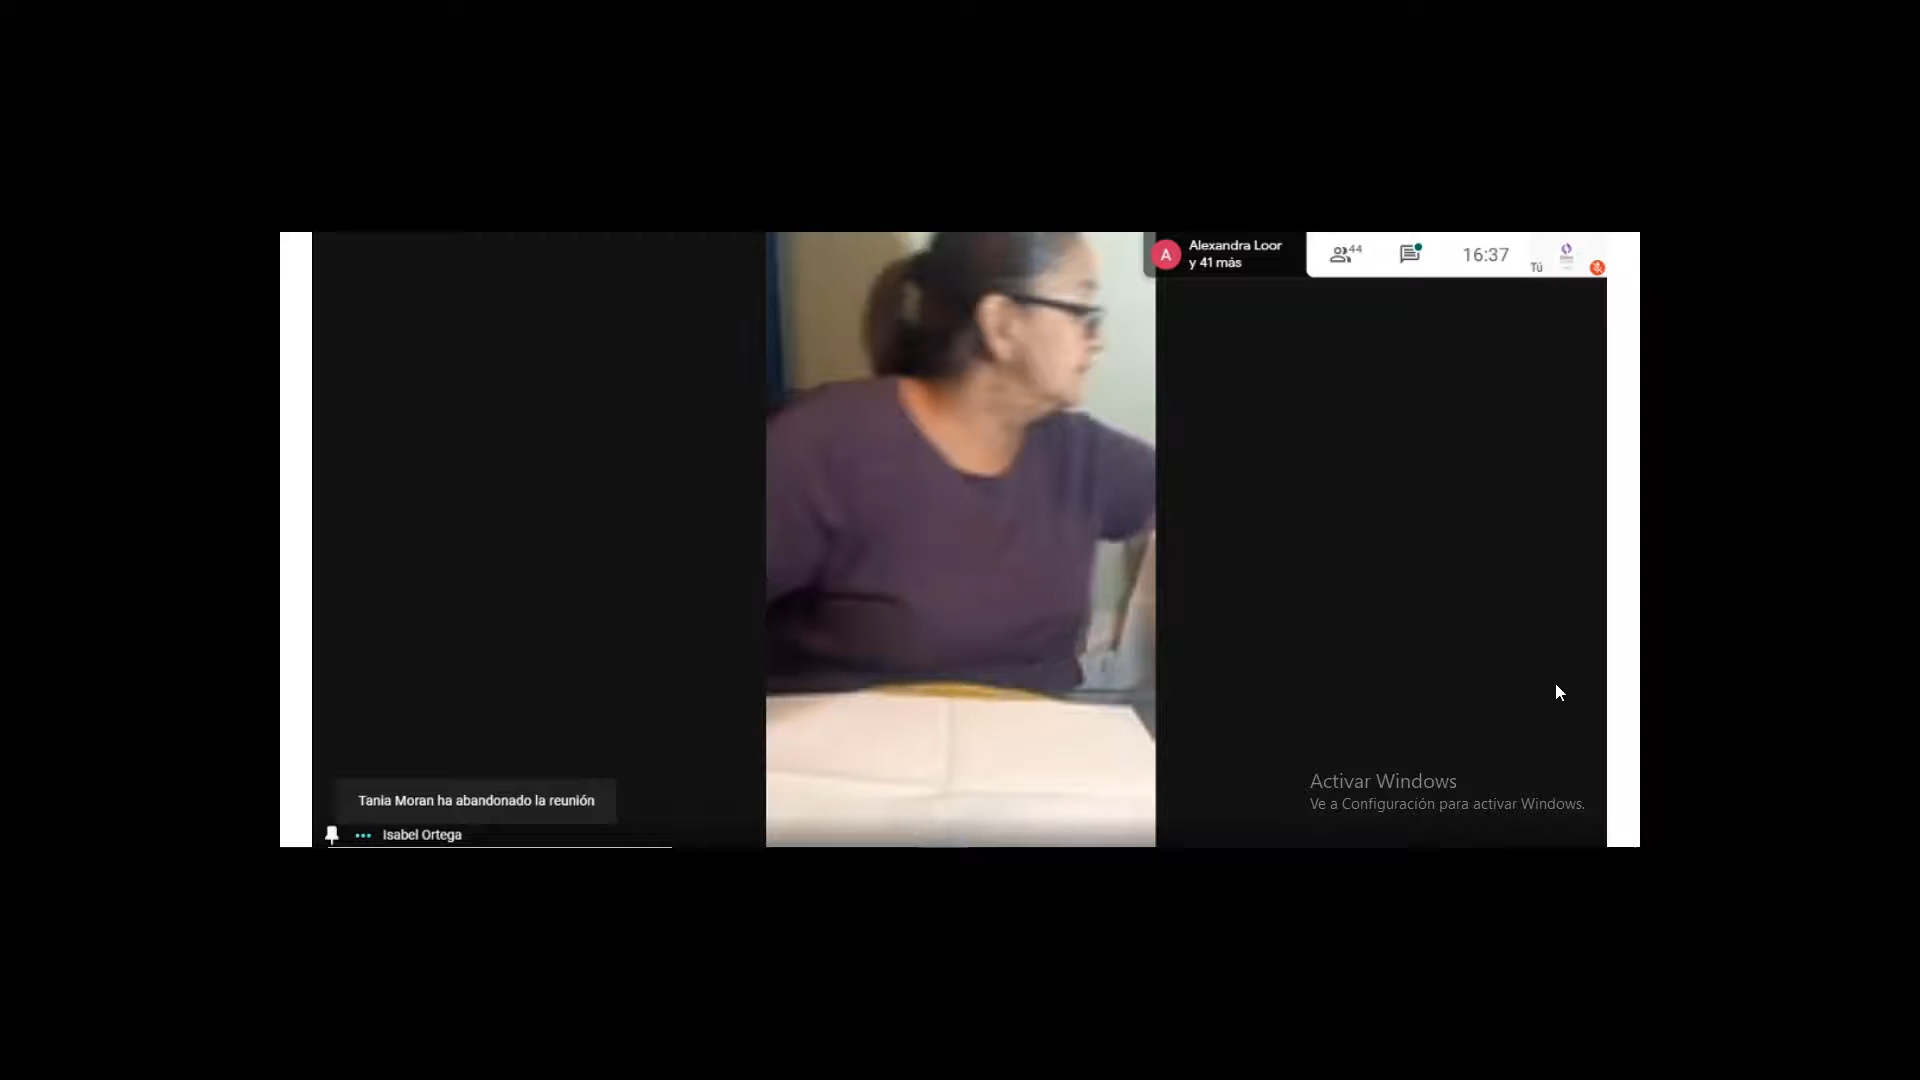 Alexandra Loor
y 41 más
44
16:37
Tú
A
Tania Moran ha abandonado la reunión
Isabel Ortega
Activar Windows
Ve a Configuración para activar Windows.